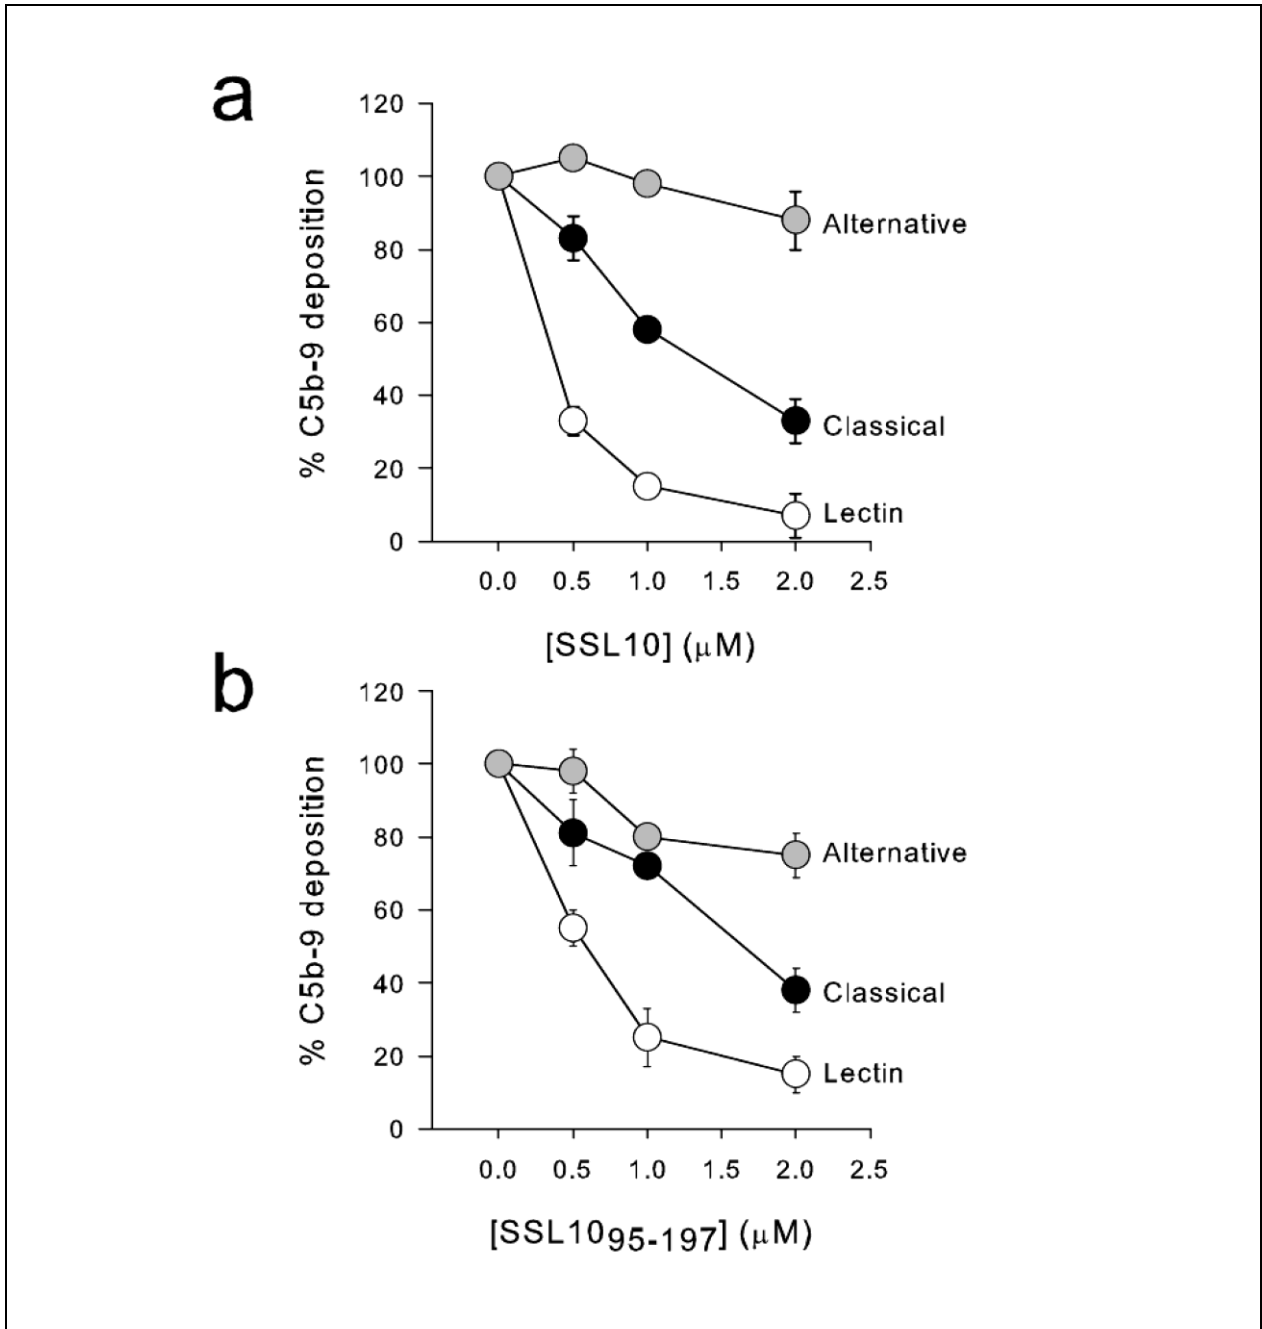 a
120
100
80
60
40
20
0
% C5b-9 deposition
Alternative
Classical
Lectin
0.0 0.5 1.0 1.5 2.0 2.5
[SSL10] (μM)
b
120
100
80
60
40
20
0
% C5b-9 deposition
Alternative
Classical
Lectin
0.0 0.5 1.0 1.5 2.0 2.5
[SSL1095-197] (μM)